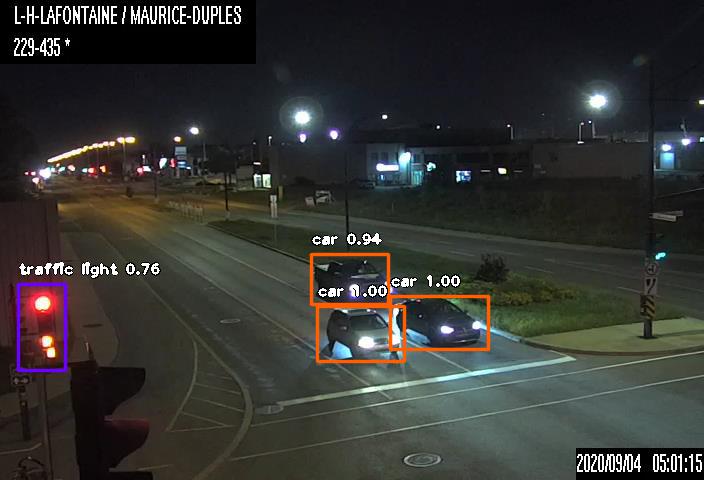 L-H-LAFONTAINE / MAURICE-DUPLES
229-435 *
car 0.94
traffic light 0.76
car 1.00
car 1.00
2020/09/04 05:01:15